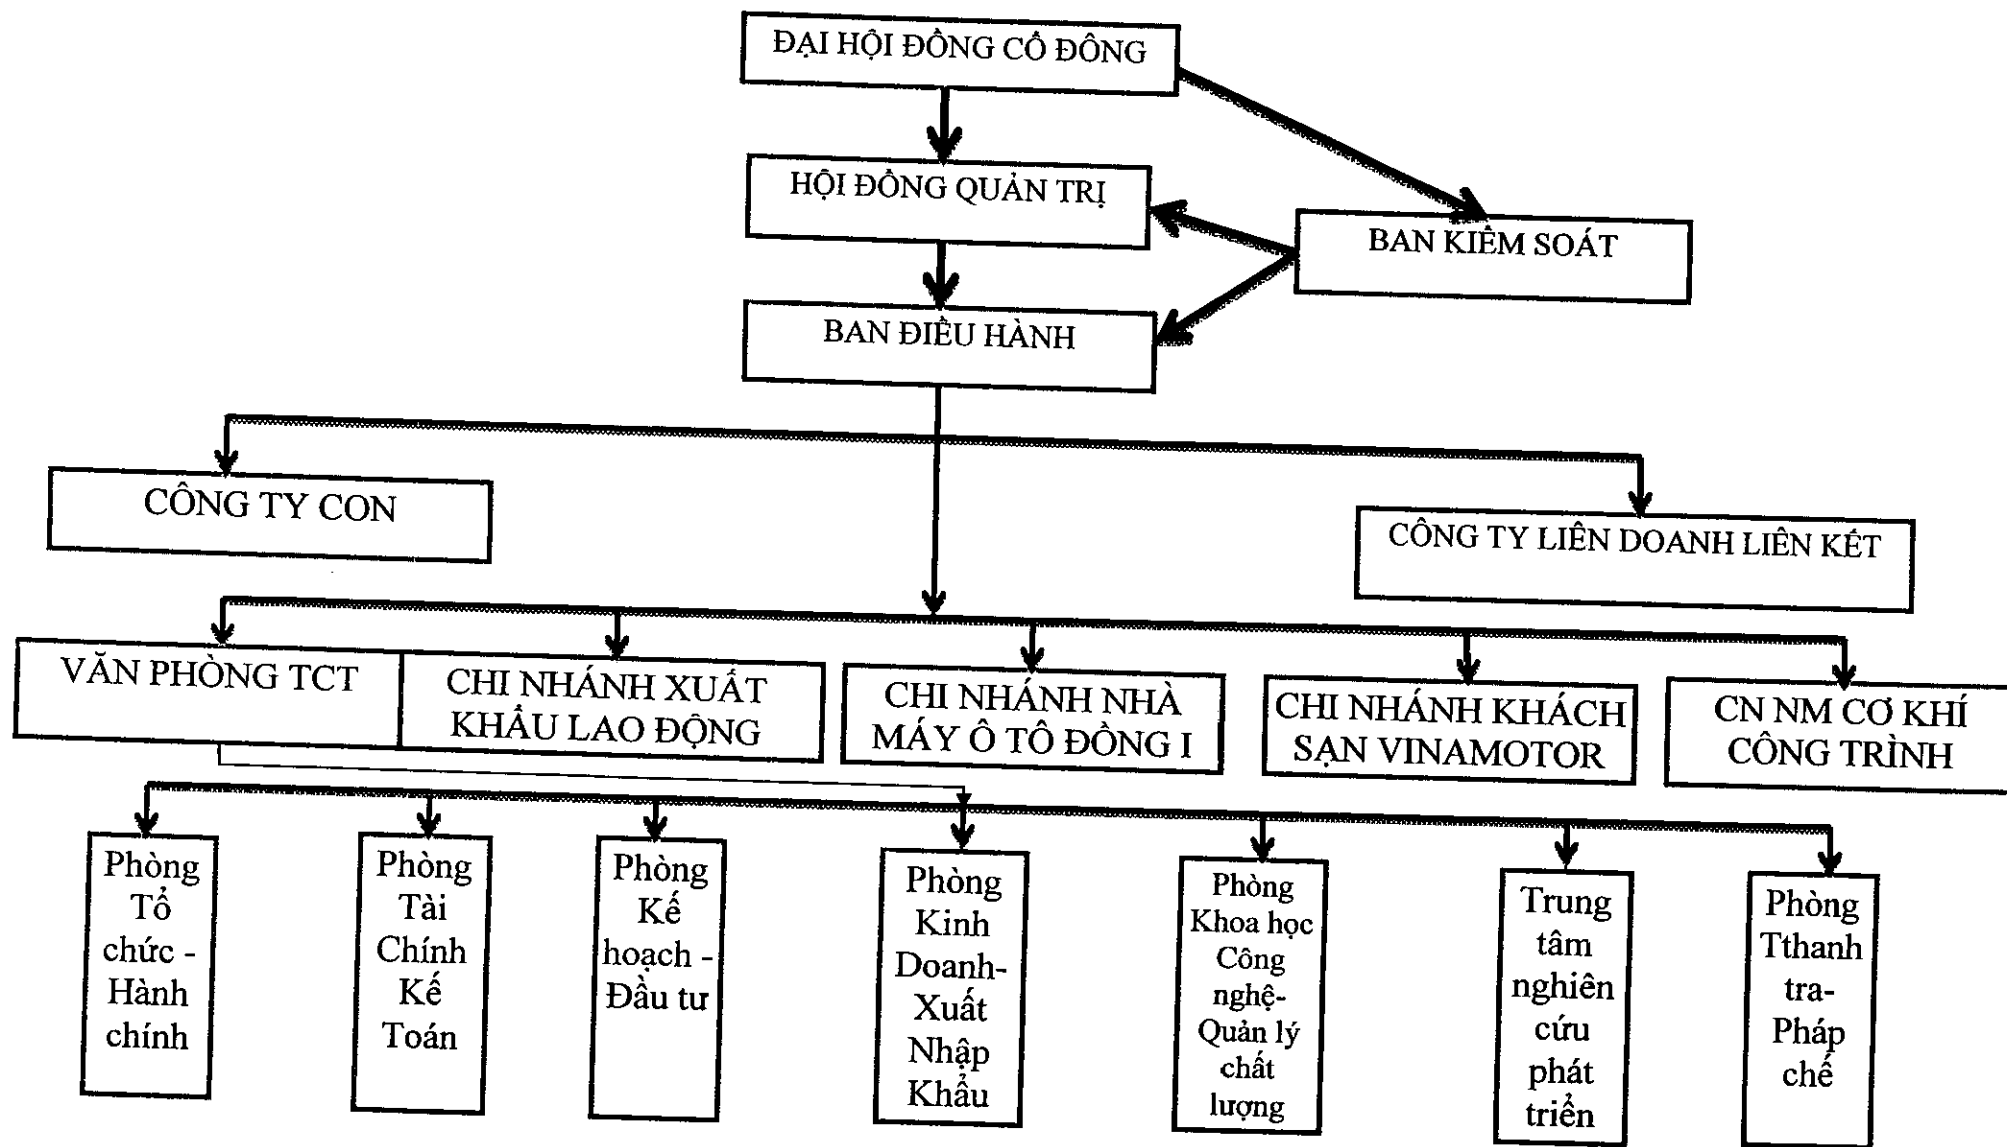 ĐẠI HỘI ĐỒNG CỔ ĐÔNG
HỘI ĐỒNG QUẢN TRỊ
BAN KIỂM SOÁT
BAN ĐIỀU HÀNH
CÔNG TY CON
CÔNG TY LIÊN DOANH LIÊN KẾT
VĂN PHÒNG TCT
CHI NHÁNH XUẤT
KHẨU LAO ĐỘNG
CHI NHÁNH NHÀ
MÁY Ô TÔ ĐỒNG I
CHI NHÁNH KHÁCH
SẠN VINAMOTOR
CN NM CƠ KHÍ
CÔNG TRÌNH
Phòng
Tổ
chức -
Hành
chính
Phòng
Tài
Chính
Kế
Toán
Phòng
Kế
hoạch -
Đầu tư
Phòng
Kinh
Doanh-
Xuất
Nhập
Khẩu
Phòng
Khoa học
Công
nghệ-
Quản lý
chất
lượng
Trung
tâm
nghiên
cứu
phát
triển
Phòng
Tthanh
tra-
Pháp
chế